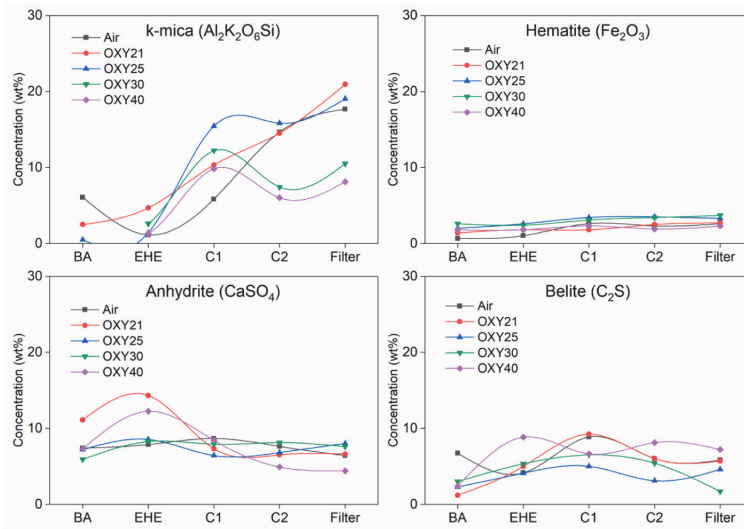 k-mica (Al₂K₂O₆Si)
Air
OXY21
OXY25
OXY30
OXY40
Concentration (wt%)
30
20
10
0
BA EHE C1 C2 Filter
Hematite (Fe₂O₃)
Air
OXY21
OXY25
OXY30
OXY40
Concentration (wt%)
30
20
10
0
BA EHE C1 C2 Filter
Anhydrite (CaSO₄)
Air
OXY21
OXY25
OXY30
OXY40
Concentration (wt%)
30
20
10
0
BA EHE C1 C2 Filter
Belite (C₂S)
Air
OXY21
OXY25
OXY30
OXY40
Concentration (wt%)
30
20
10
0
BA EHE C1 C2 Filter